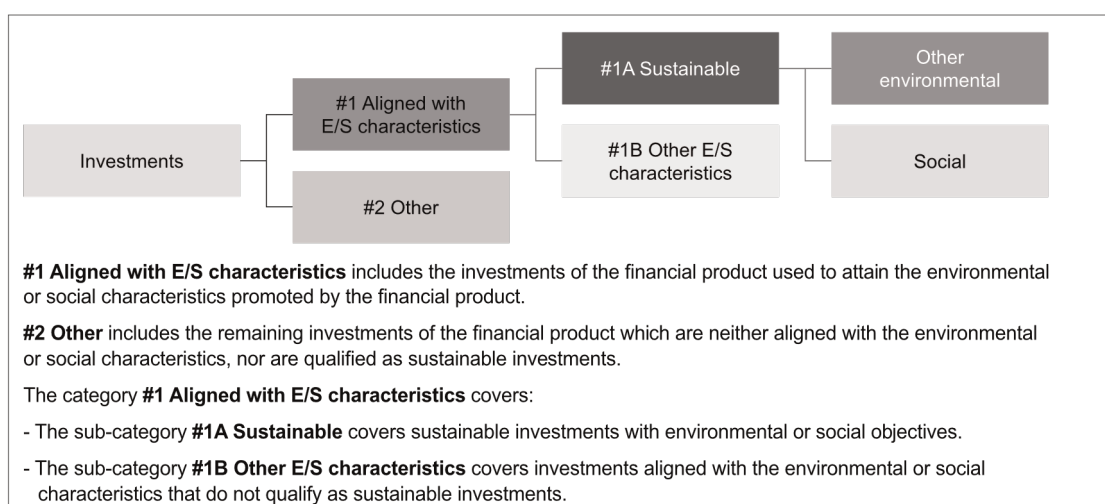 Investments
#1 Aligned with
E/S characteristics
#2 Other
#1A Sustainable
#1B Other E/S
characteristics
Other
environmental
Social
#1 Aligned with E/S characteristics includes the investments of the financial product used to attain the environmental
or social characteristics promoted by the financial product.
#2 Other includes the remaining investments of the financial product which are neither aligned with the environmental
or social characteristics, nor are qualified as sustainable investments.
The category #1 Aligned with E/S characteristics covers:
- The sub-category #1A Sustainable covers sustainable investments with environmental or social objectives.
- The sub-category #1B Other E/S characteristics covers investments aligned with the environmental or social
characteristics that do not qualify as sustainable investments.